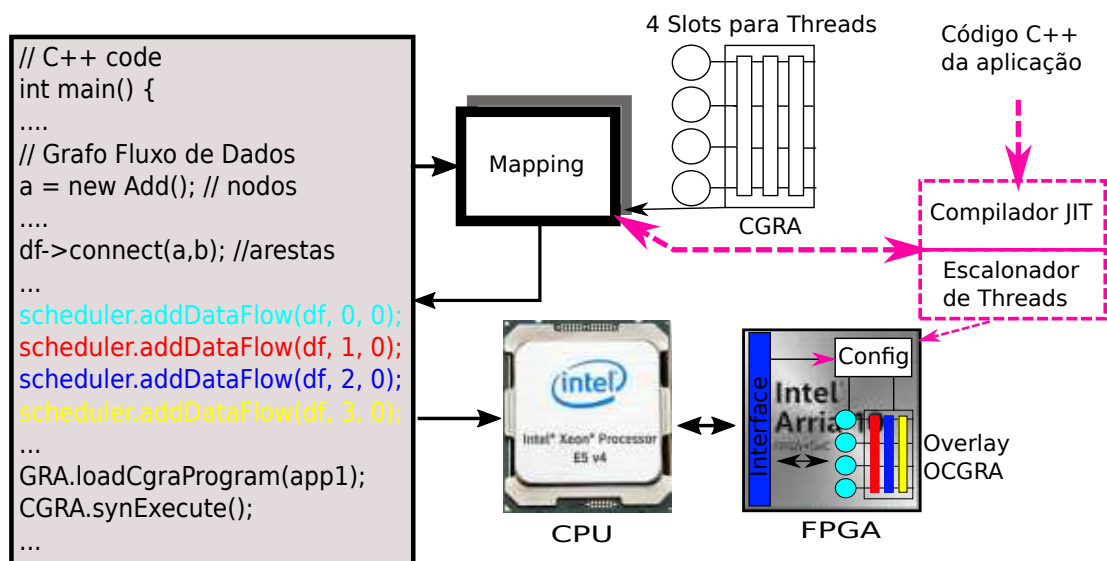 // C++ code
int main() {
....
// Grafo Fluxo de Dados
a = new Add(); // nodos
....
df->connect(a,b); //arestas
...
scheduler.addDataFlow(df, 0, 0);
scheduler.addDataFlow(df, 1, 0);
scheduler.addDataFlow(df, 2, 0);
scheduler.addDataFlow(df, 3, 0);
...
GRA.loadCgraProgram(app1);
CGRA.synExecute();
...
Mapping
4 Slots para Threads
CGRA
Código C++
da aplicação
Compilador JIT
Escalonador
de Threads
intel
Intel® Xeon® Processor
E5 v4
CPU
Interface
Config
Intel
Arria 10
Overlay
OCGRA
FPGA